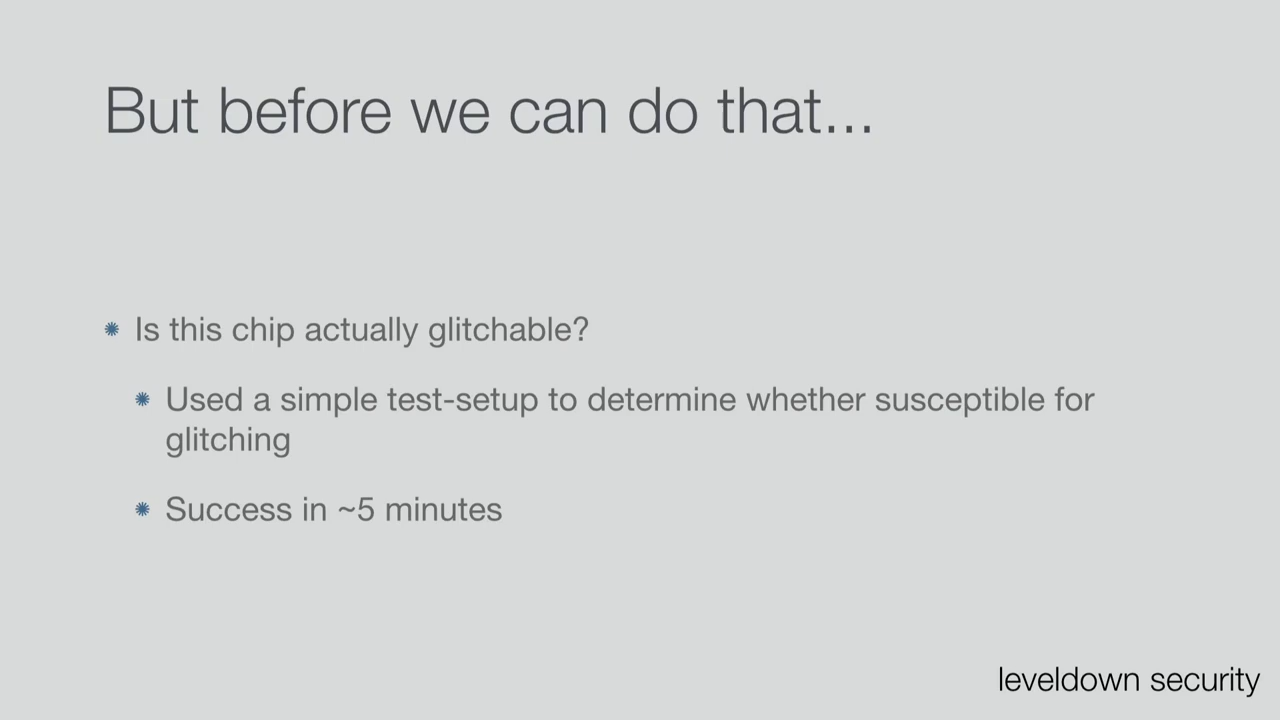 But before we can do that...
Is this chip actually glitchable?
Used a simple test-setup to determine whether susceptible for
glitching
Success in ~5 minutes
leveldown security